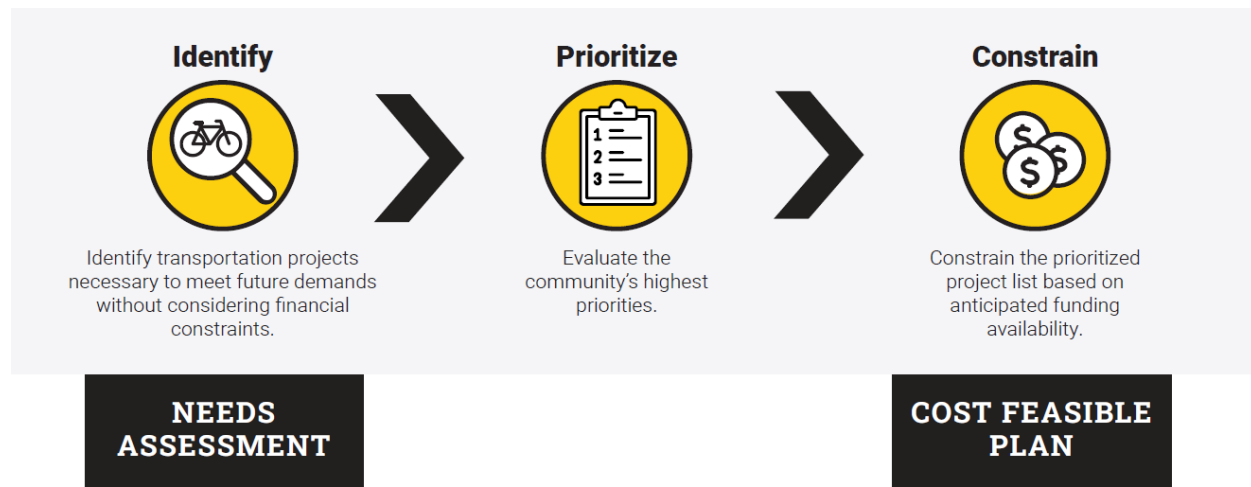 Identify
Identify transportation projects
necessary to meet future demands
without considering financial
constraints.
NEEDS
ASSESSMENT
Prioritize
1
2
3
Evaluate the
community's highest
priorities.
Constrain
$
$
$
Constrain the prioritized
project list based on
anticipated funding
availability.
COST FEASIBLE
PLAN